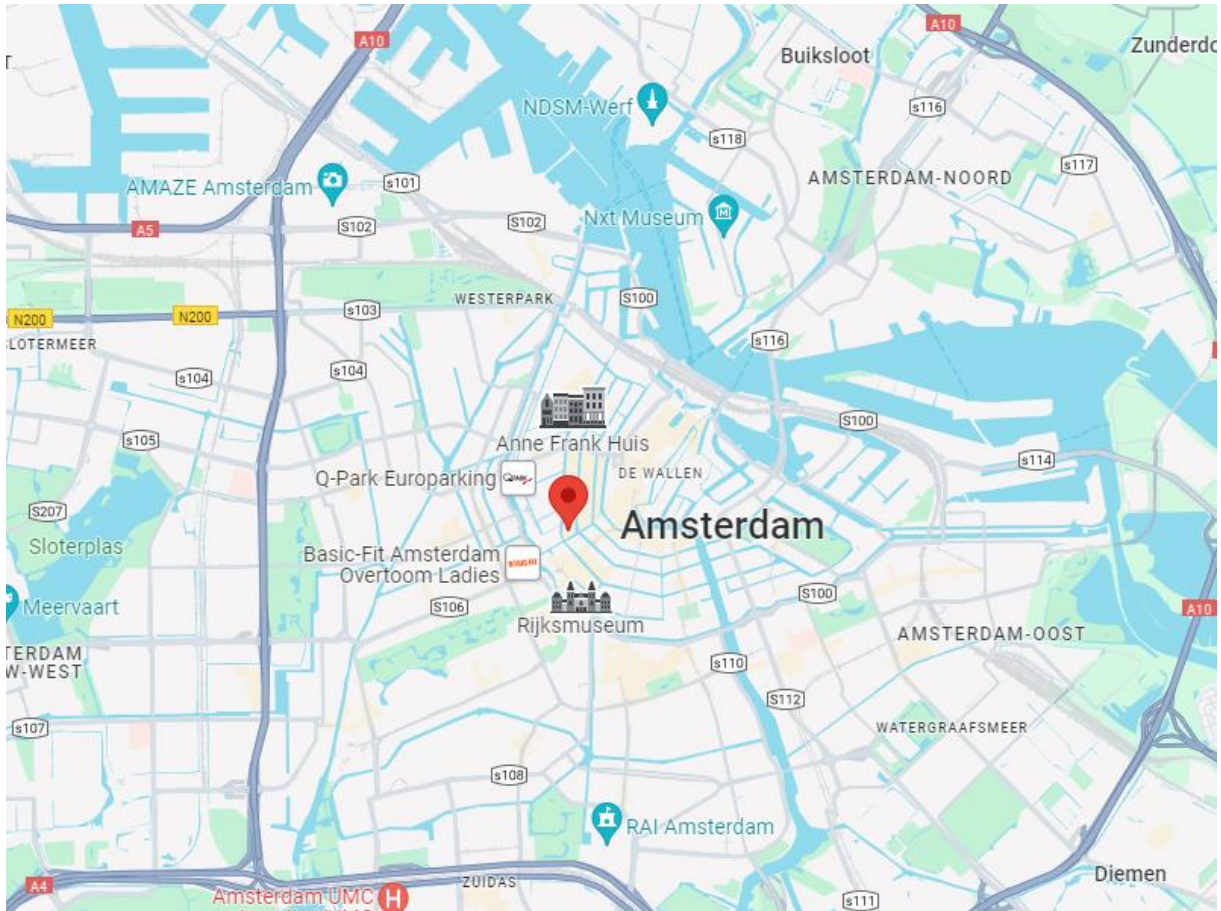 A10
A10
Buiksloot
Zunderdo
T
NDSM-Werf
s116
s118
s117
AMAZE Amsterdam
s101
AMSTERDAM-NOORD
A5
S102
S102
Nxt Museum
WESTERPARK
S100
N200
N200
s103
SLOTERMEER
s116
s104
s104
S100
s105
Anne Frank Huis
DE WALLEN
s114
Q-Park Europarking
S207
Amsterdam
Sloterplas
Basic-Fit Amsterdam
Overtoom Ladies
Meervaart
S106
S100
A10
Rijksmuseum
AMSTERDAM-OOST
TERDAM
W-WEST
s110
S112
s107
WATERGRAAFSMEER
s108
RAI Amsterdam
Diemen
A4
ZUIDAS
Amsterdam UMC
H
s111